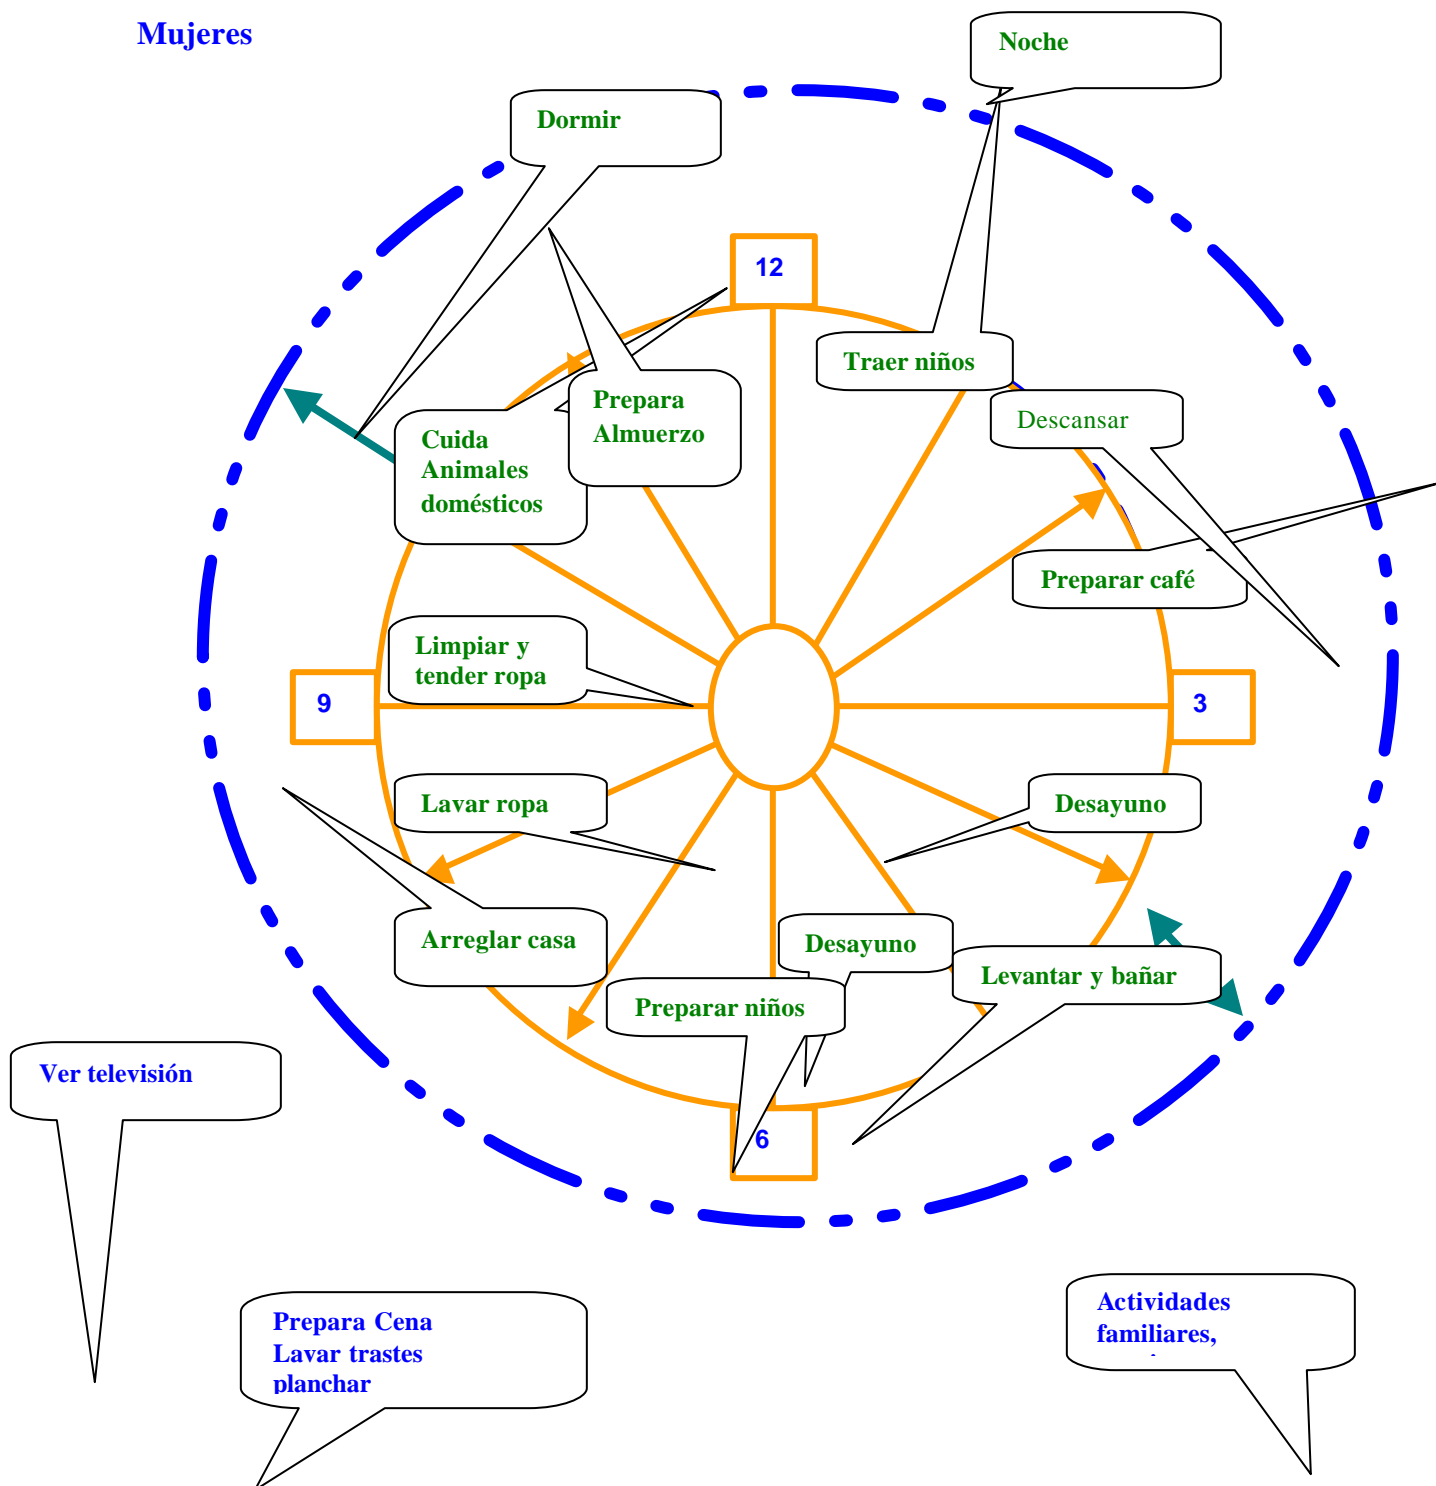 Mujeres
Noche
Dormir
12
Traer niños
Prepara
Almuerzo
Descansar
Cuida
Animales
domésticos
Preparar café
Limpiar y
tender ropa
9
3
Lavar ropa
Desayuno
Arreglar casa
Desayuno
Levantar y bañar
Preparar niños
6
Ver televisión
Actividades
familiares,
Prepara Cena
Lavar trastes
planchar